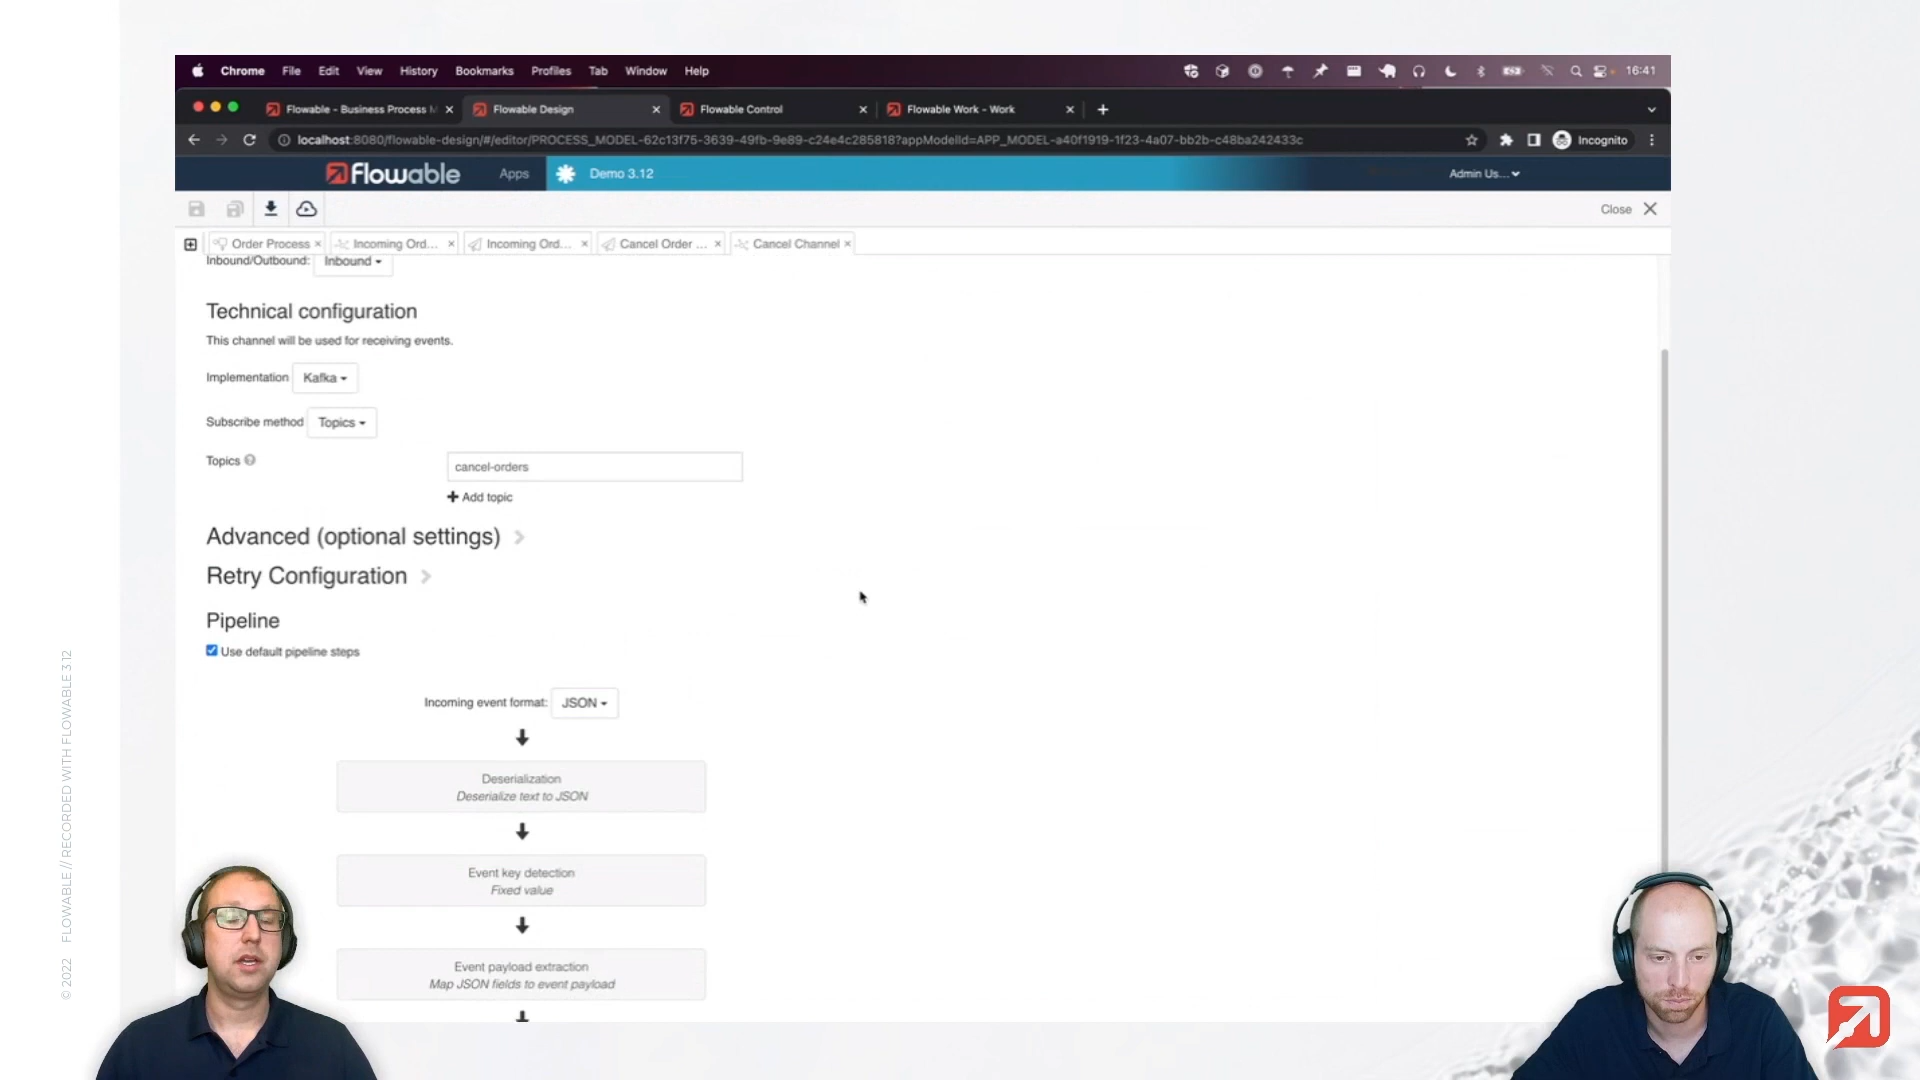 Chrome File Edit View History Bookmarks Profiles Tab Window Help 16:41
Flowable - Business Process M Flowable Design Flowable Control Flowable Work - Work
localhost:8080/flowable-design/#/editor/PROCESS_MODEL-62c13f75-3639-49fb-9e89-c24e4c285818?appModelId=APP_MODEL-a40f1919-1f23-4a07-bb2b-c48ba242433c Incognito
Flowable Apps Demo 3.12 Admin Us...
Close
Order Process Incoming Ord... Incoming Ord... Cancel Order ... Cancel Channel
Inbound/Outbound: Inbound
Technical configuration
This channel will be used for receiving events.
Implementation Kafka
Subscribe method Topics
Topics
cancel-orders
Add topic
Advanced (optional settings)
Retry Configuration
Pipeline
Use default pipeline steps
Incoming event format: JSON
Deserialization
Deserialize text to JSON
Event key detection
Fixed value
Event payload extraction
Map JSON fields to event payload
© 2022 FLOWABLE // RECORDED WITH FLOWABLE 3.12